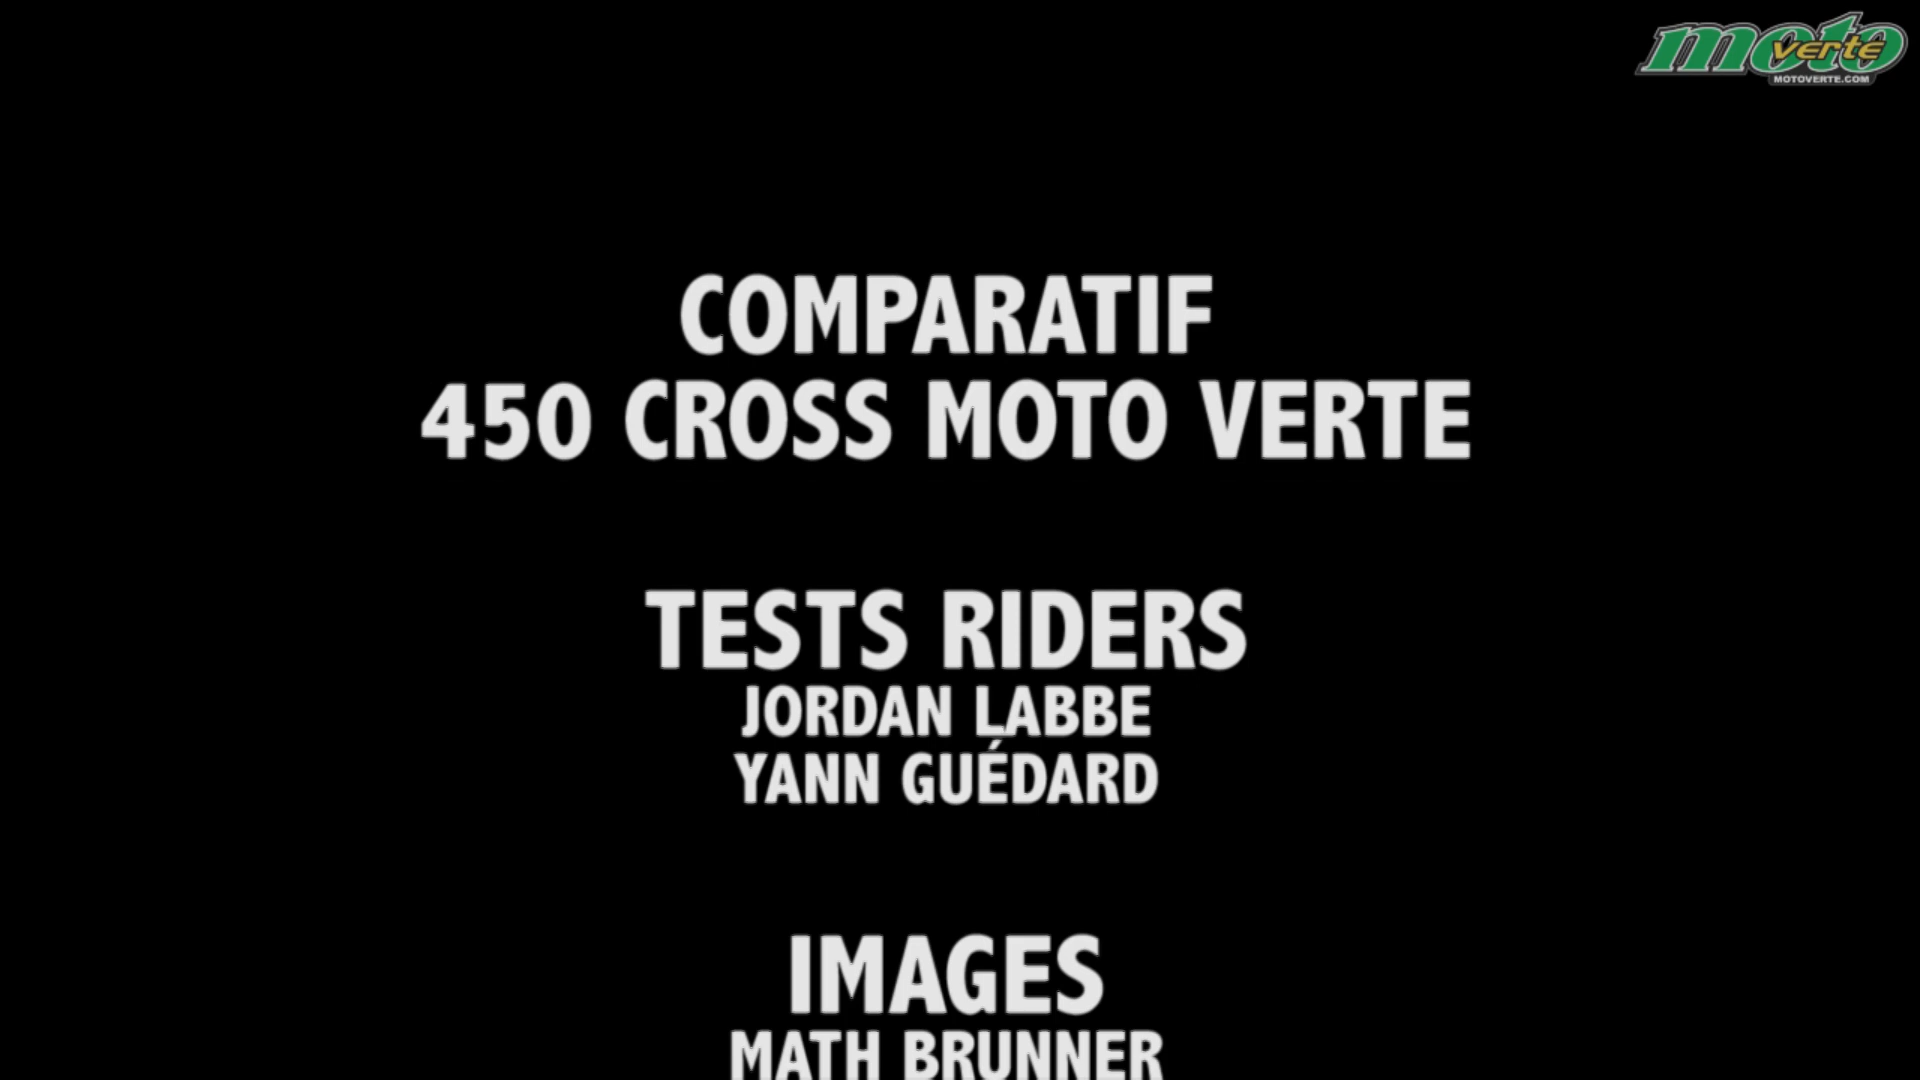 moto
verte
MOTOVERTE.COM
COMPARATIF
450 CROSS MOTO VERTE
TESTS RIDERS
JORDAN LABBE
YANN GUÉDARD
IMAGES
MATH BRUNNER